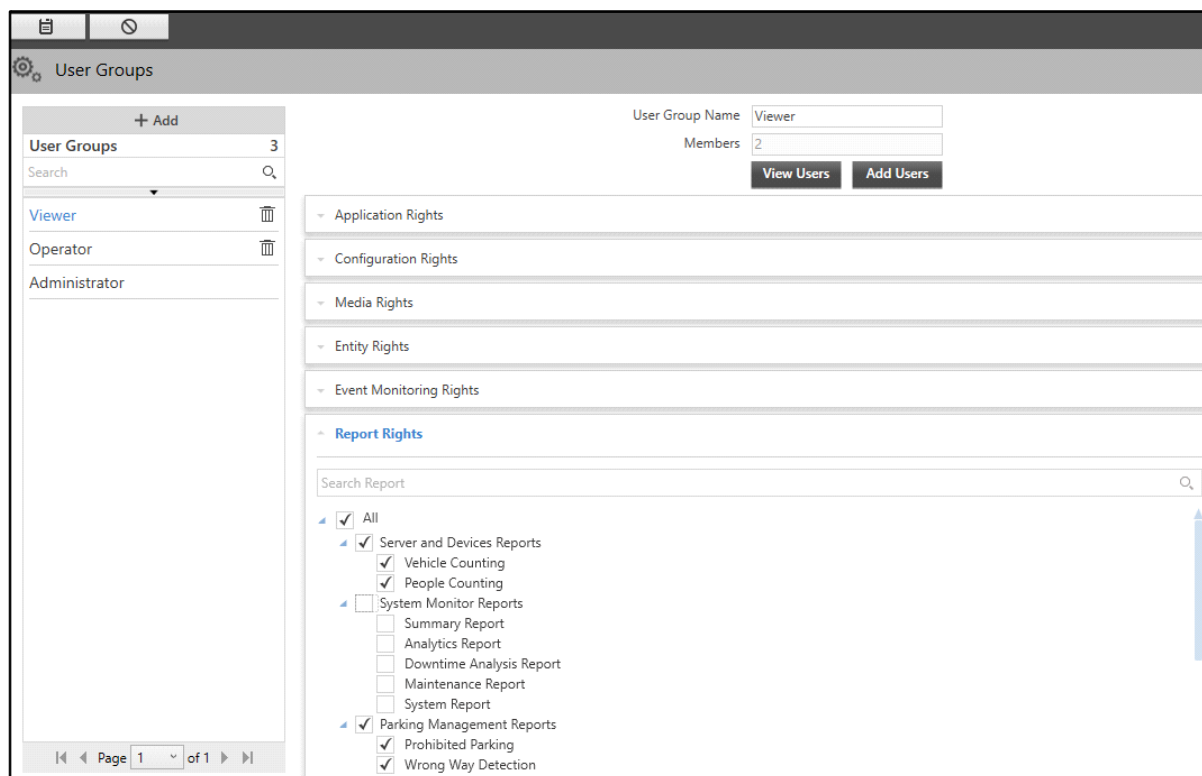 User Groups
+ Add
User Groups 3
Search
Viewer
Operator
Administrator
Page 1 of 1
User Group Name Viewer
Members 2
View Users Add Users
Application Rights
Configuration Rights
Media Rights
Entity Rights
Event Monitoring Rights
Report Rights
Search Report
All
Server and Devices Reports
Vehicle Counting
People Counting
System Monitor Reports
Summary Report
Analytics Report
Downtime Analysis Report
Maintenance Report
System Report
Parking Management Reports
Prohibited Parking
Wrong Way Detection